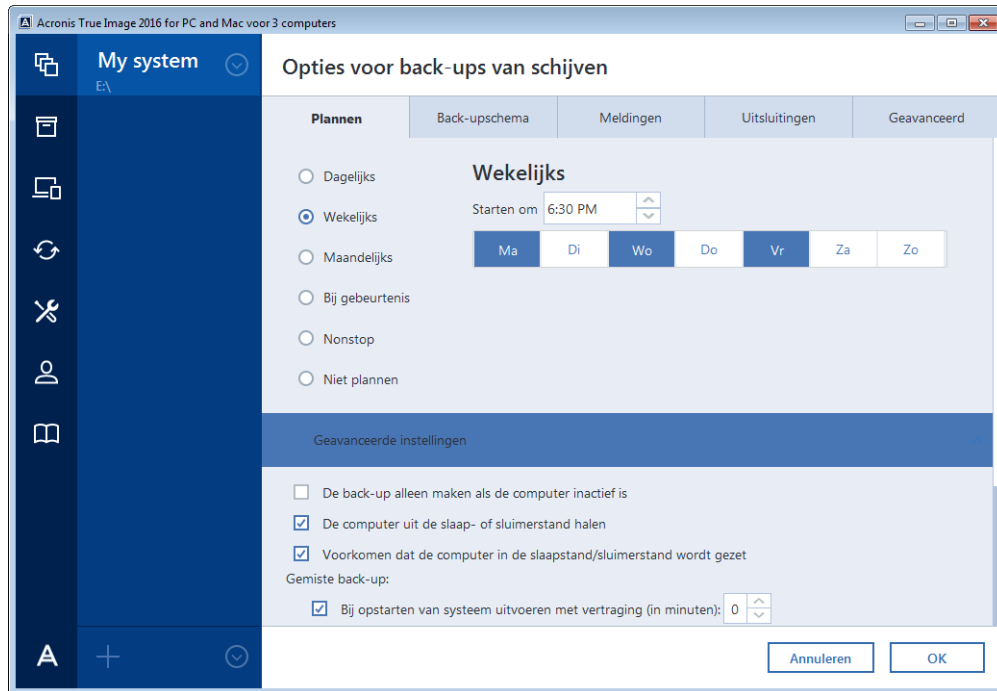 Acronis True Image 2016 for PC and Mac voor 3 computers
My system
E:\
Opties voor back-ups van schijven
Plannen
Back-upschema
Meldingen
Uitsluitingen
Geavanceerd
Dagelijks
Wekelijks
Maandelijks
Bij gebeurtenis
Nonstop
Niet plannen
Wekelijks
Starten om 6:30 PM
Ma Di Wo Do Vr Za Zo
Geavanceerde instellingen
De back-up alleen maken als de computer inactief is
De computer uit de slaap- of sluimerstand halen
Voorkomen dat de computer in de slaapstand/sluimerstand wordt gezet
Gemiste back-up:
Bij opstarten van systeem uitvoeren met vertraging (in minuten): 0
Annuleren
OK